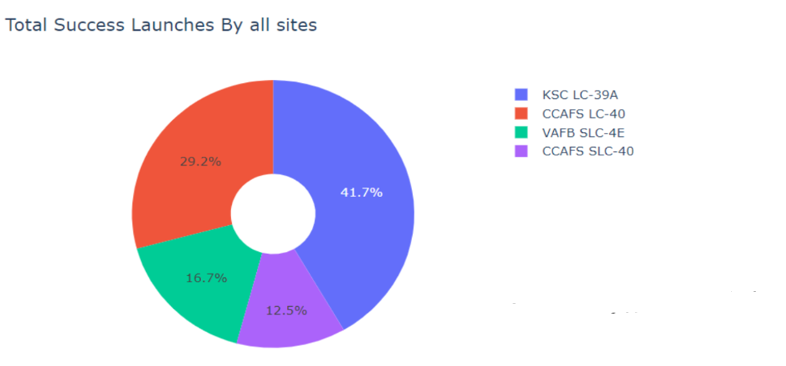 Total Success Launches By all sites
KSC LC-39A
CCAFS LC-40
VAFB SLC-4E
CCAFS SLC-40
29.2%
41.7%
16.7%
12.5%